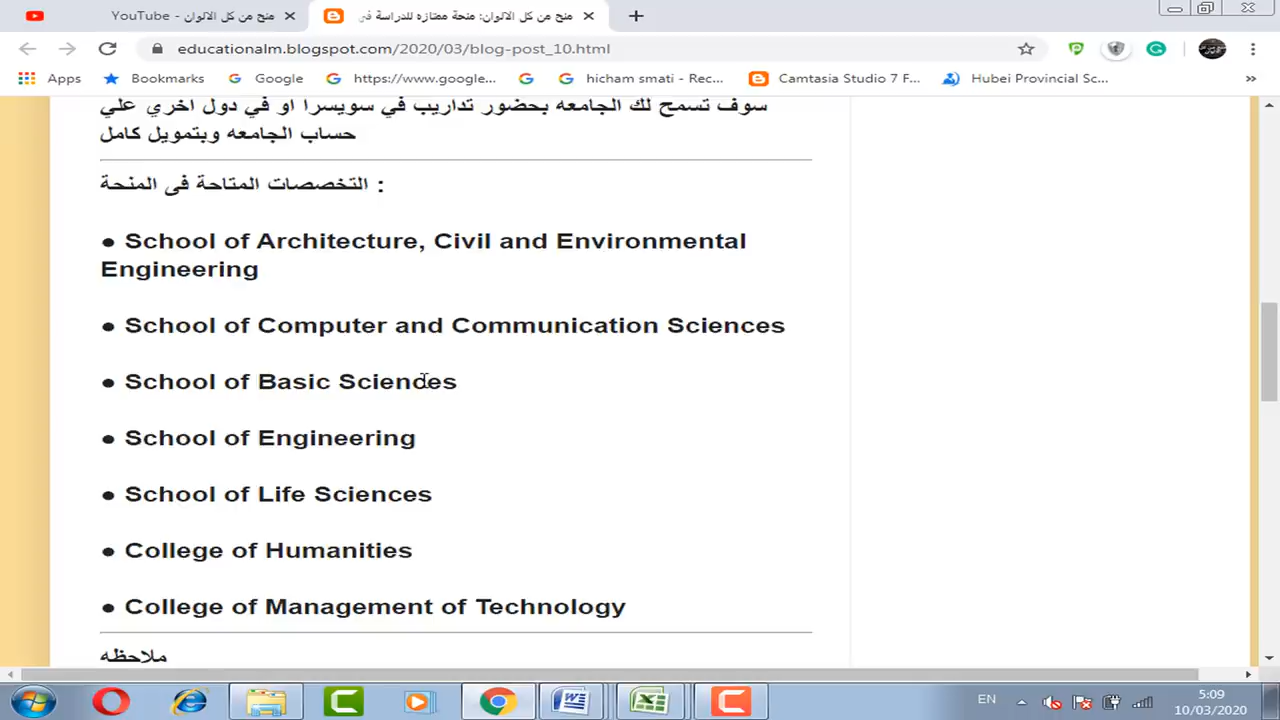 منح من كل الالوان - YouTube
منح من كل الالوان: منحة ممتازه للدراسة في
educationalm.blogspot.com/2020/03/blog-post_10.html
Apps
Bookmarks
Google
https://www.google...
hicham smati - Rec...
Camtasia Studio 7 F...
Hubei Provincial Sc...
»
سوف تسمح لك الجامعه بحضور تداريب في سويسرا او في دول اخري علي
حساب الجامعه وبتمويل كامل
التخصصات المتاحة فى المنحة :
● School of Architecture, Civil and Environmental
Engineering
● School of Computer and Communication Sciences
● School of Basic Sciences
● School of Engineering
● School of Life Sciences
● College of Humanities
● College of Management of Technology
ملاحظه
EN
5:09
10/03/2020